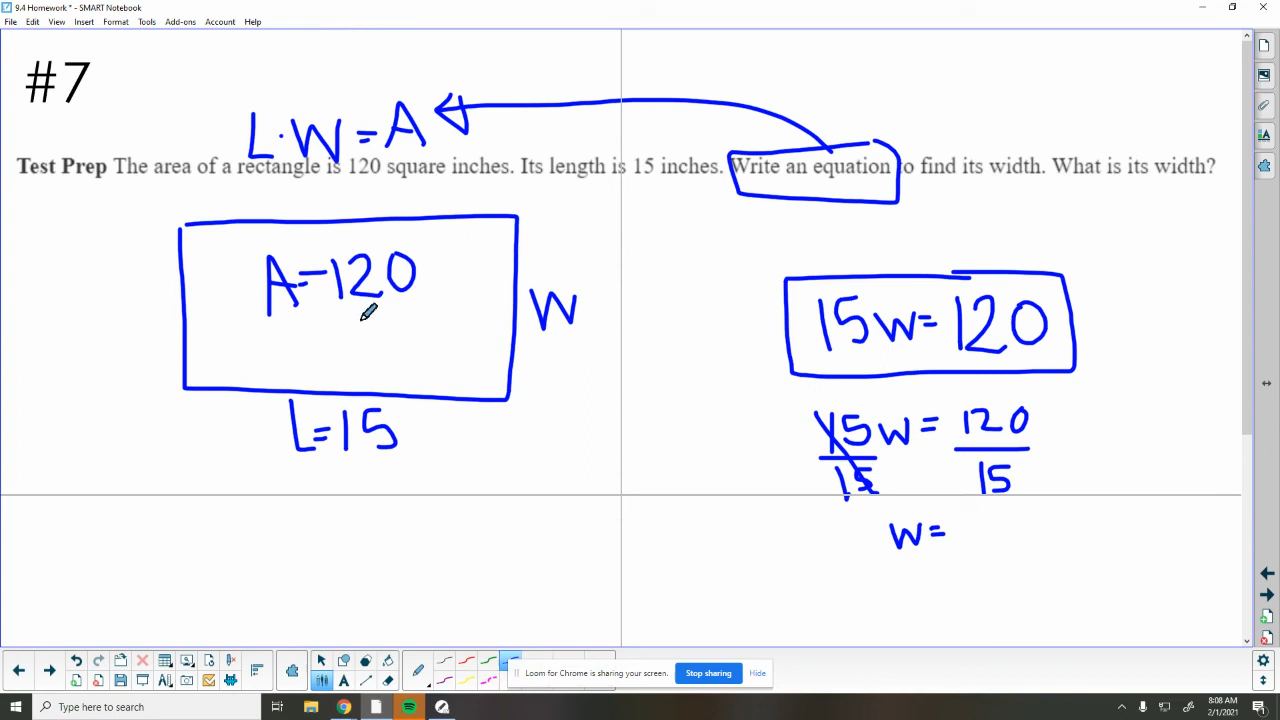 9.4 Homework * - SMART Notebook
File Edit View Insert Format Tools Add-ons Account Help
#7
L·W=A
Test Prep The area of a rectangle is 120 square inches. Its length is 15 inches. Write an equation to find its width. What is its width?
A=120
W
15W=120
L=15
15W = 120
15 15
W=
Loom for Chrome is sharing your screen. Stop sharing Hide
Type here to search
8:08 AM
2/1/2021